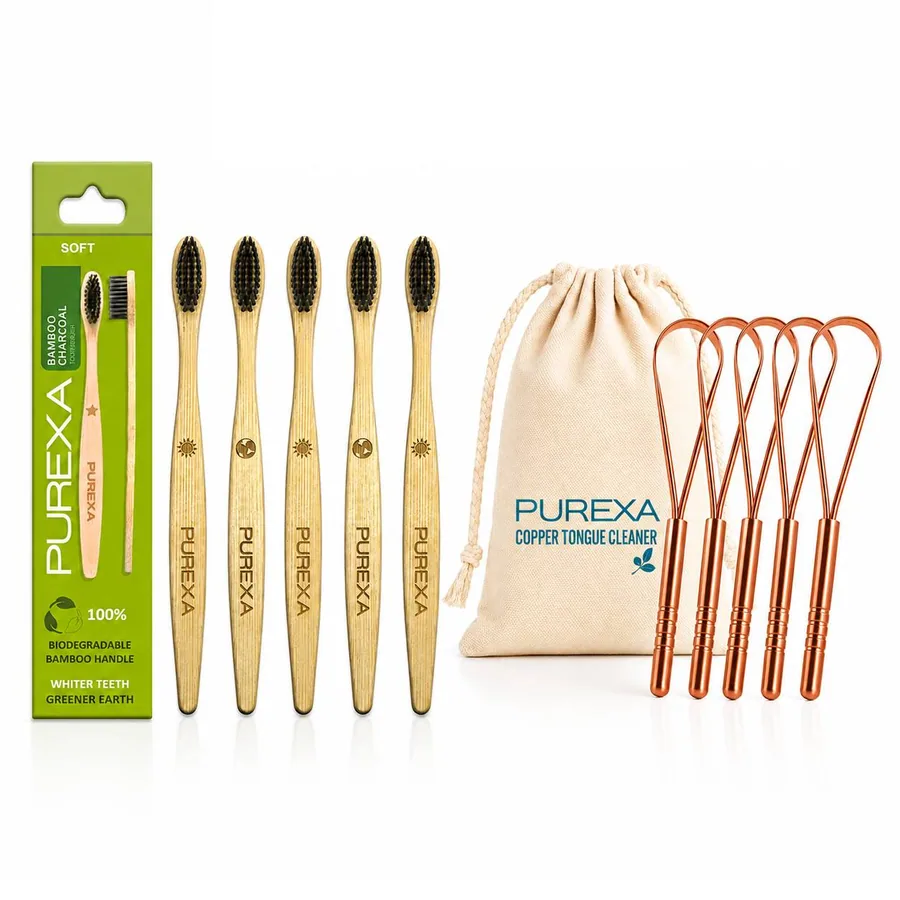 SOFT
BAMBOO
CHARCOAL
TOOTHBRUSH
PUREXA
PUREXA
100%
BIODEGRADABLE
BAMBOO HANDLE
WHITER TEETH
GREENER EARTH
PUREXA
PUREXA
PUREXA
PUREXA
PUREXA
PUREXA
COPPER TONGUE CLEANER